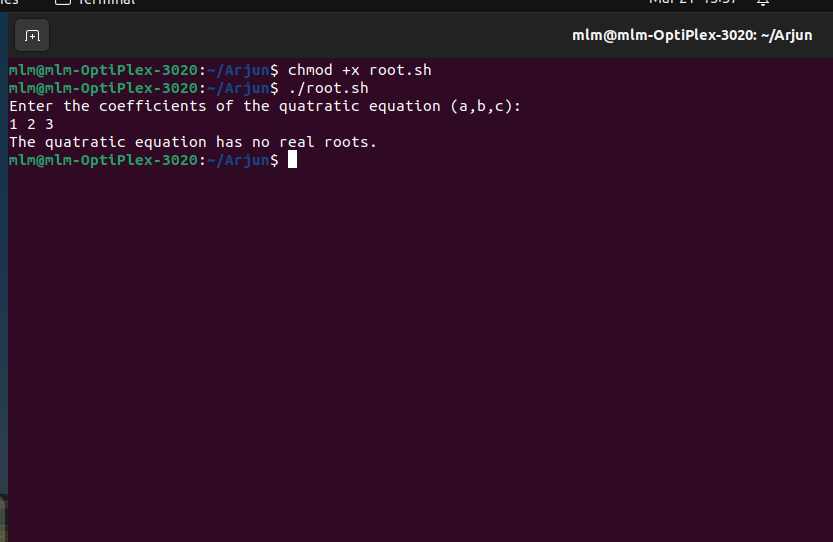 Terminal
mlm@mlm-OptiPlex-3020: ~/Arjun
mlm@mlm-OptiPlex-3020:~/Arjun$ chmod +x root.sh
mlm@mlm-OptiPlex-3020:~/Arjun$ ./root.sh
Enter the coefficients of the quatratic equation (a,b,c):
1 2 3
The quatratic equation has no real roots.
mlm@mlm-OptiPlex-3020:~/Arjun$